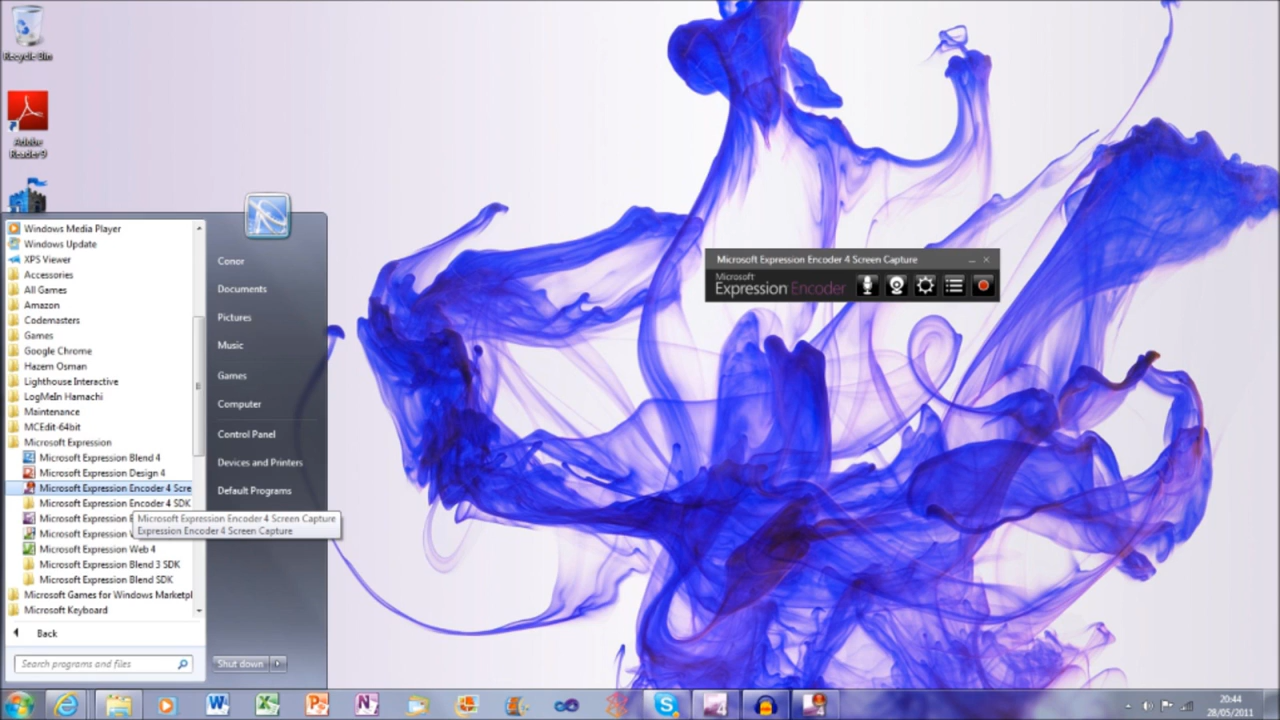 Recycle Bin
Adobe
Reader 9
Windows Media Player
Windows Update
XPS Viewer
Accessories
All Games
Amazon
Codemasters
Games
Google Chrome
Hazem Osman
Lighthouse Interactive
LogMeIn Hamachi
Maintenance
MCEdit-64bit
Microsoft Expression
Microsoft Expression Blend 4
Microsoft Expression Design 4
Microsoft Expression Encoder 4 Scre
Microsoft Expression Encoder 4 SDK
Microsoft Expression
Microsoft Expression
Microsoft Expression Web 4
Microsoft Expression Blend 3 SDK
Microsoft Expression Blend SDK
Microsoft Games for Windows Marketpl
Microsoft Keyboard
Back
Search programs and files
Conor
Documents
Pictures
Music
Games
Computer
Control Panel
Devices and Printers
Default Programs
Microsoft Expression Encoder 4 Screen Capture
Expression Encoder 4 Screen Capture
Shut down
Microsoft Expression Encoder 4 Screen Capture
Microsoft
Expression Encoder
20:44
28/05/2011